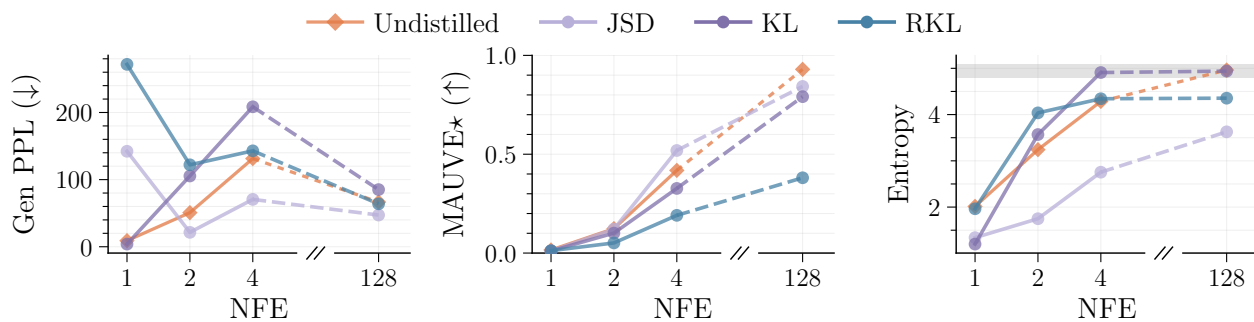 Undistilled JSD KL RKL
Gen PPL (↓)
200
100
0
1 2 4 128
NFE
MAUVE⋆ (↑)
1.0
0.5
0.0
1 2 4 128
NFE
Entropy
4
2
1 2 4 128
NFE